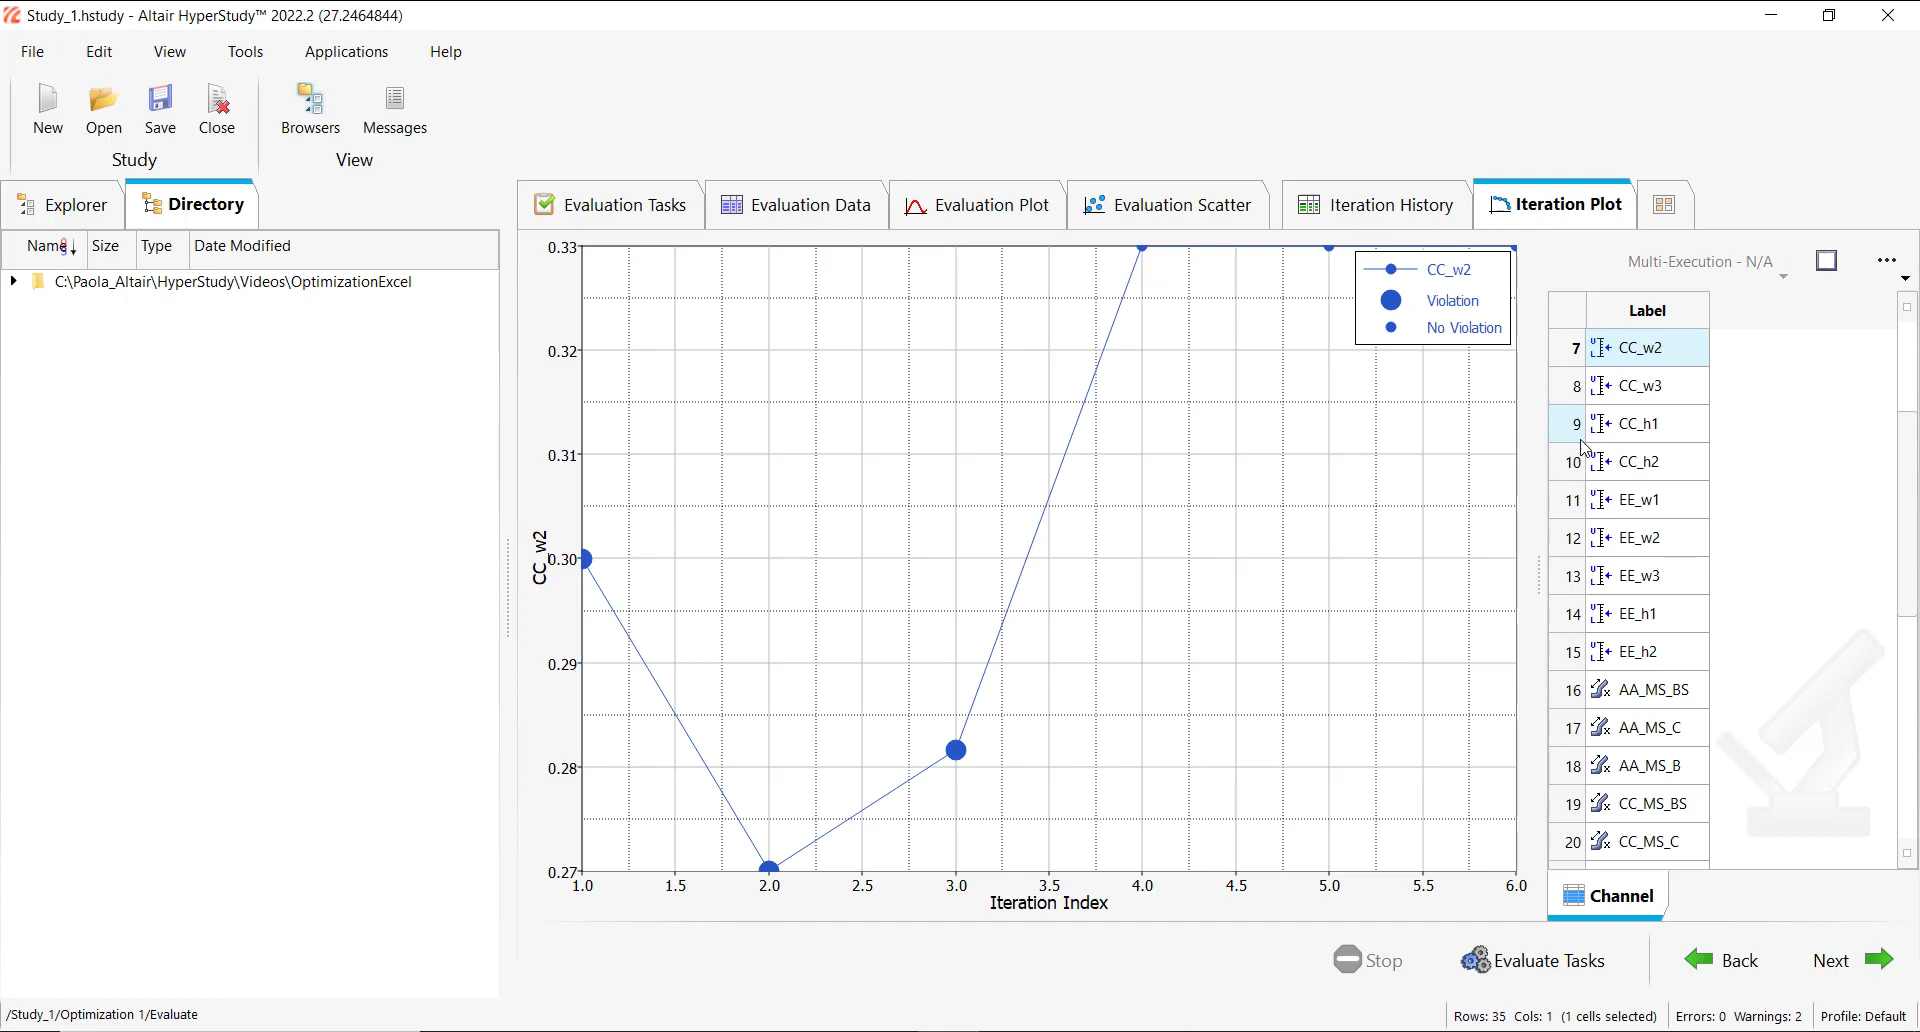 Study_1.hstudy - Altair HyperStudy™ 2022.2 (27.2464844)
File Edit View Tools Applications Help
New Open Save Close Browsers Messages
Study View
Explorer Directory Evaluation Tasks Evaluation Data Evaluation Plot Evaluation Scatter Iteration History Iteration Plot
Name Size Type Date Modified
C:\Paola_Altair\HyperStudy\Videos\OptimizationExcel
0.33
0.32
0.31
0.30
0.29
0.28
0.27
CC_w2
1.0 1.5 2.0 2.5 3.0 3.5 4.0 4.5 5.0 5.5 6.0
Iteration Index
CC_w2
Violation
No Violation
Multi-Execution - N/A
Label
7 CC_w2
8 CC_w3
9 CC_h1
10 CC_h2
11 EE_w1
12 EE_w2
13 EE_w3
14 EE_h1
15 EE_h2
16 AA_MS_BS
17 AA_MS_C
18 AA_MS_B
19 CC_MS_BS
20 CC_MS_C
Channel
Stop Evaluate Tasks Back Next
/Study_1/Optimization 1/Evaluate Rows: 35 Cols: 1 (1 cells selected) Errors: 0 Warnings: 2 Profile: Default